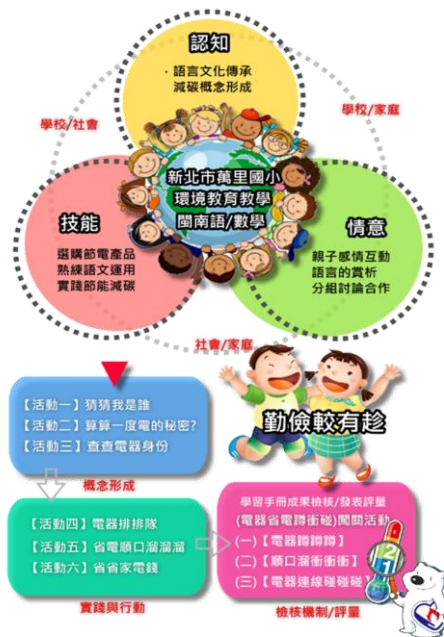 認知
．語言文化傳承
減碳概念形成
學校/社會
學校/家庭
新北市萬里國小
環境教育教學
閩南語/數學
技能
選購節電產品
熟練語文運用
實踐節能減碳
情意
親子感情互動
語言的賞析
分組討論合作
社會/家庭
【活動一】猜猜我是誰
【活動二】算算一度電的秘密?
【活動三】查查電器身份
概念形成
勤儉較有趁
【活動四】電器排排隊
【活動五】省電順口溜溜溜
【活動六】省省家電錢
實踐與行動
學習手冊成果檢核/發表評量
(電器省電蹲衝碰)闖關活動
(一)【電器蹲蹲蹲】
(二)【順口溜衝衝衝】
(三)【電器連線碰碰碰】
檢核機制/評量